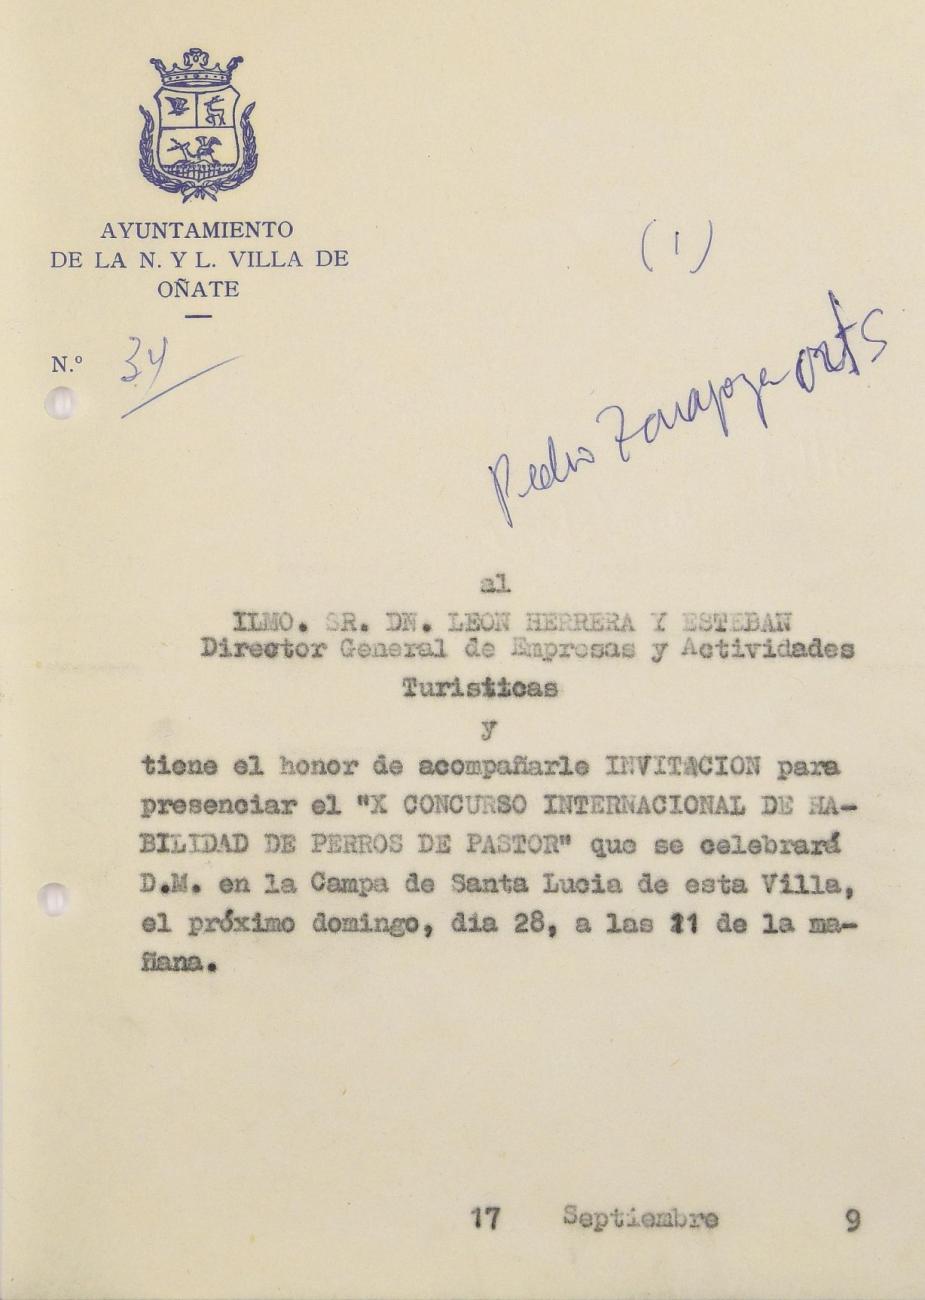 AYUNTAMIENTO
DE LA N. Y L. VILLA DE
OÑATE
(1)
N.º 34
Pedro Zaragoza Orts
al
ILMO. SR. DN. LEON HERRERA Y ESTEBAN
Director General de Empresas y Actividades
Turisticas
y
tiene el honor de acompañarle INVITACION para
presenciar el "X CONCURSO INTERNACIONAL DE HA-
BILIDAD DE PERROS DE PASTOR" que se celebrará
D.M. en la Campa de Santa Lucia de esta Villa,
el próximo domingo, dia 28, a las 11 de la ma-
ñana.
17 Septiembre 9